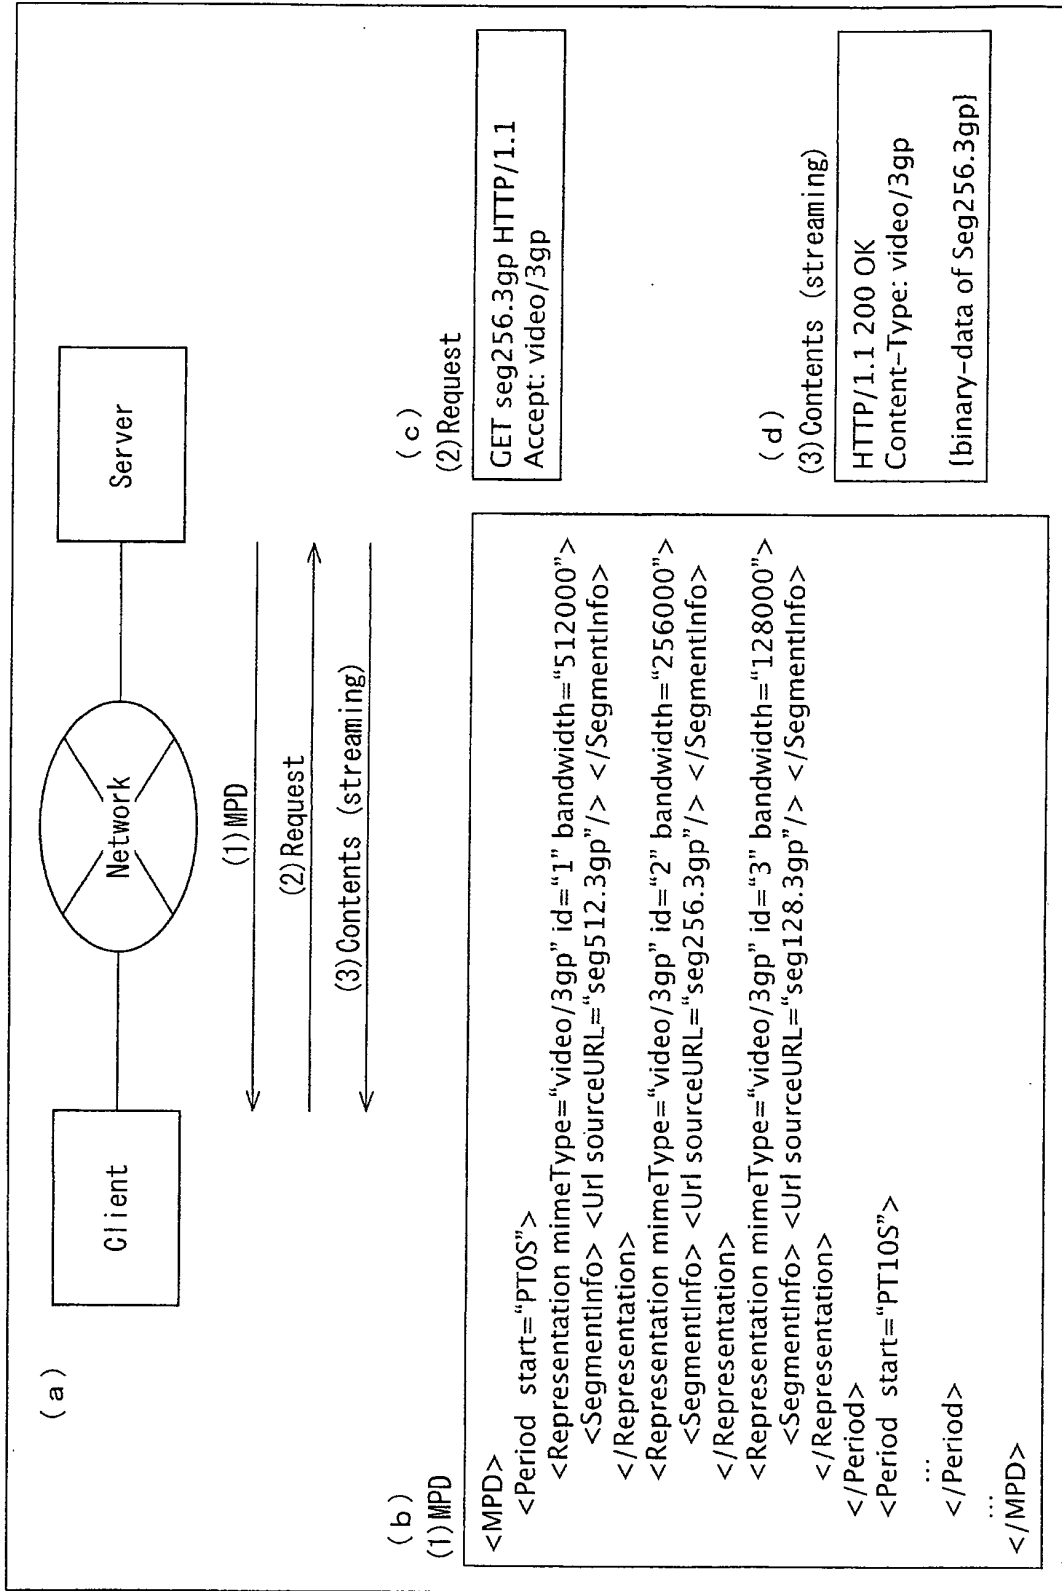 (a)
Client
Network
Server
(1)MPD
(2)Request
(3)Contents (streaming)
(b)
(1)MPD
<MPD>
<Period start=“PT0S”>
<Representation mimeType=“video/3gp” id=“1” bandwidth=“512000”>
<SegmentInfo> <Url sourceURL=“seg512.3gp”/> </SegmentInfo>
</Representation>
<Representation mimeType=“video/3gp” id=“2” bandwidth=“256000”>
<SegmentInfo> <Url sourceURL=“seg256.3gp”/> </SegmentInfo>
</Representation>
<Representation mimeType=“video/3gp” id=“3” bandwidth=“128000”>
<SegmentInfo> <Url sourceURL=“seg128.3gp”/> </SegmentInfo>
</Representation>
</Period>
<Period start=“PT10S”>
...
</Period>
...
</MPD>
(c)
(2)Request
GET seg256.3gp HTTP/1.1
Accept: video/3gp
(d)
(3)Contents (streaming)
HTTP/1.1 200 OK
Content-Type: video/3gp
{binary-data of Seg256.3gp}